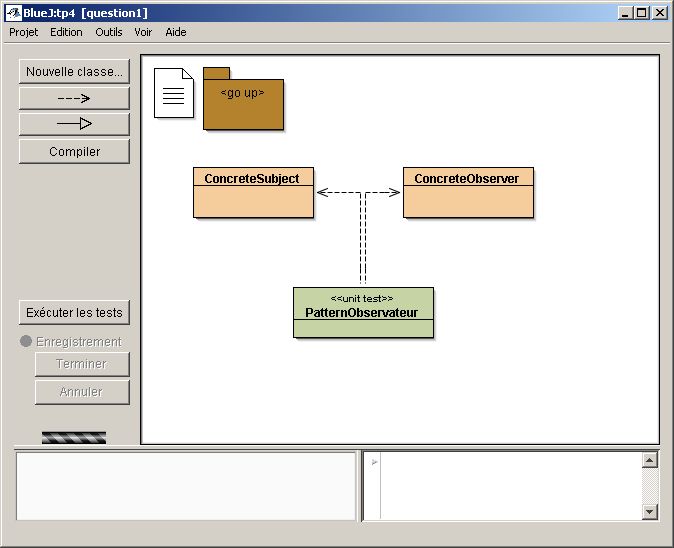 BlueJ:tp4 [question1]
Projet Edition Outils Voir Aide
Nouvelle classe...
Compiler
<go up>
ConcreteSubject
ConcreteObserver
<<unit test>>
PatternObservateur
Exécuter les tests
Enregistrement
Terminer
Annuler